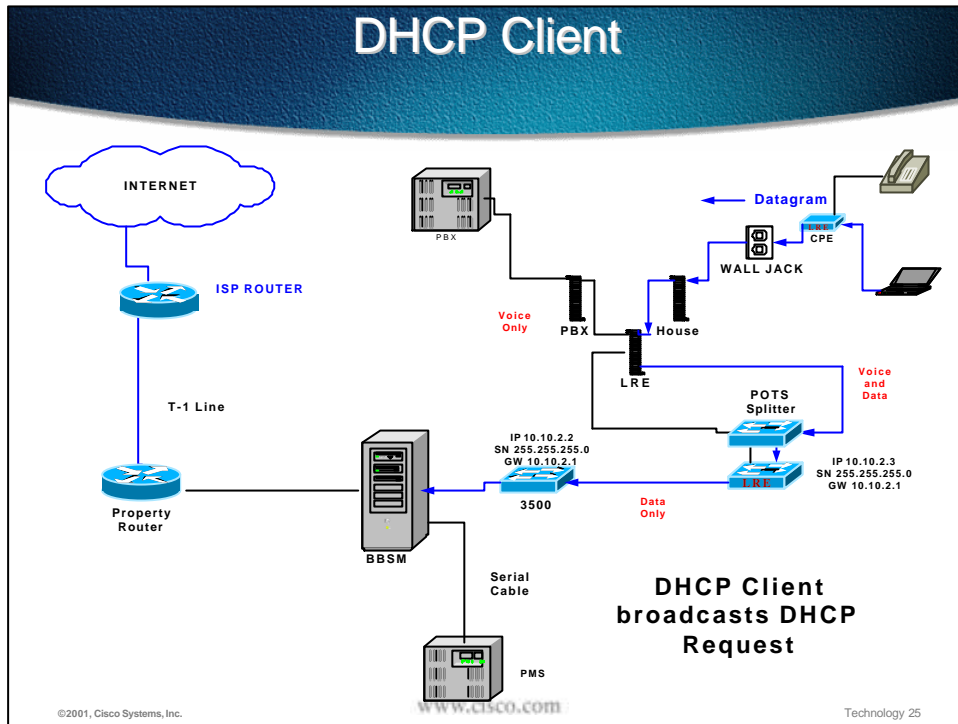 DHCP Client
INTERNET
PBX
Datagram
LRE
CPE
WALL JACK
ISP ROUTER
Voice
Only
PBX
House
LRE
Voice
and
Data
T-1 Line
POTS
Splitter
IP 10.10.2.2
SN 255.255.255.0
GW 10.10.2.1
IP 10.10.2.3
SN 255.255.255.0
GW 10.10.2.1
LRE
3500
Data
Only
Property
Router
BBSM
Serial
Cable
DHCP Client
broadcasts DHCP
Request
PMS
©2001, Cisco Systems, Inc.
www.cisco.com
Technology 25